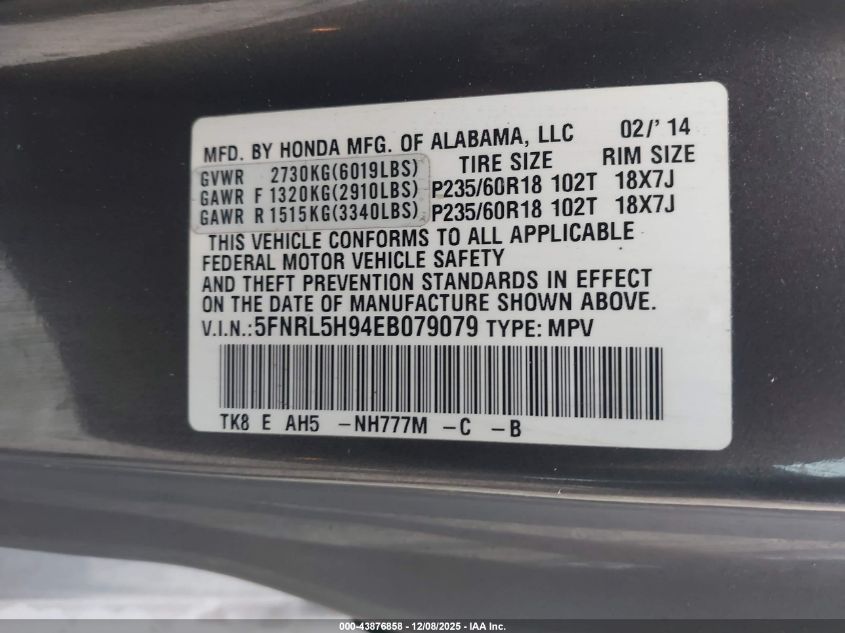 MFD. BY HONDA MFG. OF ALABAMA, LLC 02/' 14
GVWR 2730KG(6019LBS) TIRE SIZE RIM SIZE
GAWR F 1320KG(2910LBS) P235/60R18 102T 18X7J
GAWR R 1515KG(3340LBS) P235/60R18 102T 18X7J
THIS VEHICLE CONFORMS TO ALL APPLICABLE
FEDERAL MOTOR VEHICLE SAFETY
AND THEFT PREVENTION STANDARDS IN EFFECT
ON THE DATE OF MANUFACTURE SHOWN ABOVE.
V.I.N.: 5FNRL5H94EB079079 TYPE: MPV
TK8 E AH5 -NH777M -C -B
000-43876858 - 12/08/2025 - IAA Inc.